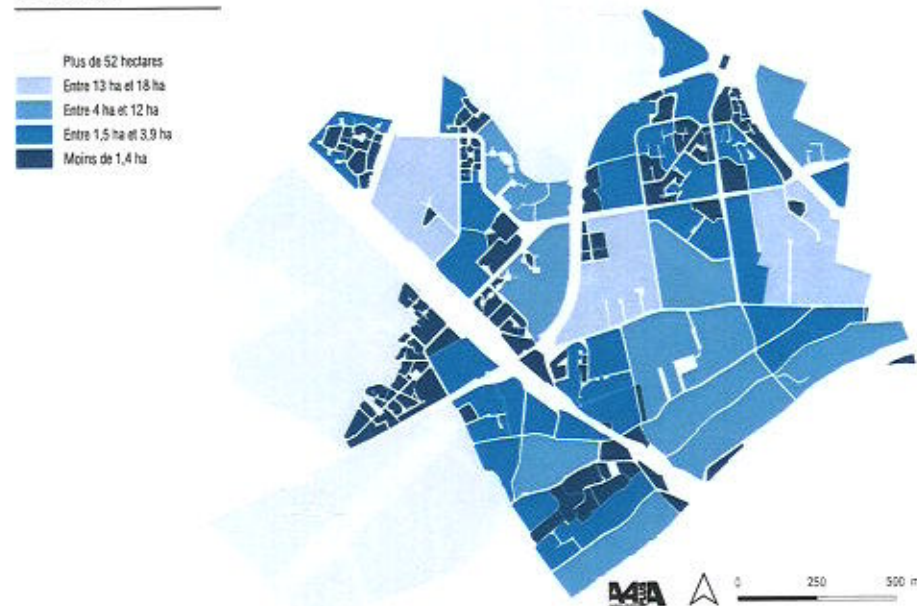 Plus de 52 hectares
Entre 13 ha et 18 ha
Entre 4 ha et 12 ha
Entre 1,5 ha et 3,9 ha
Moins de 1,4 ha
0 250 500 m